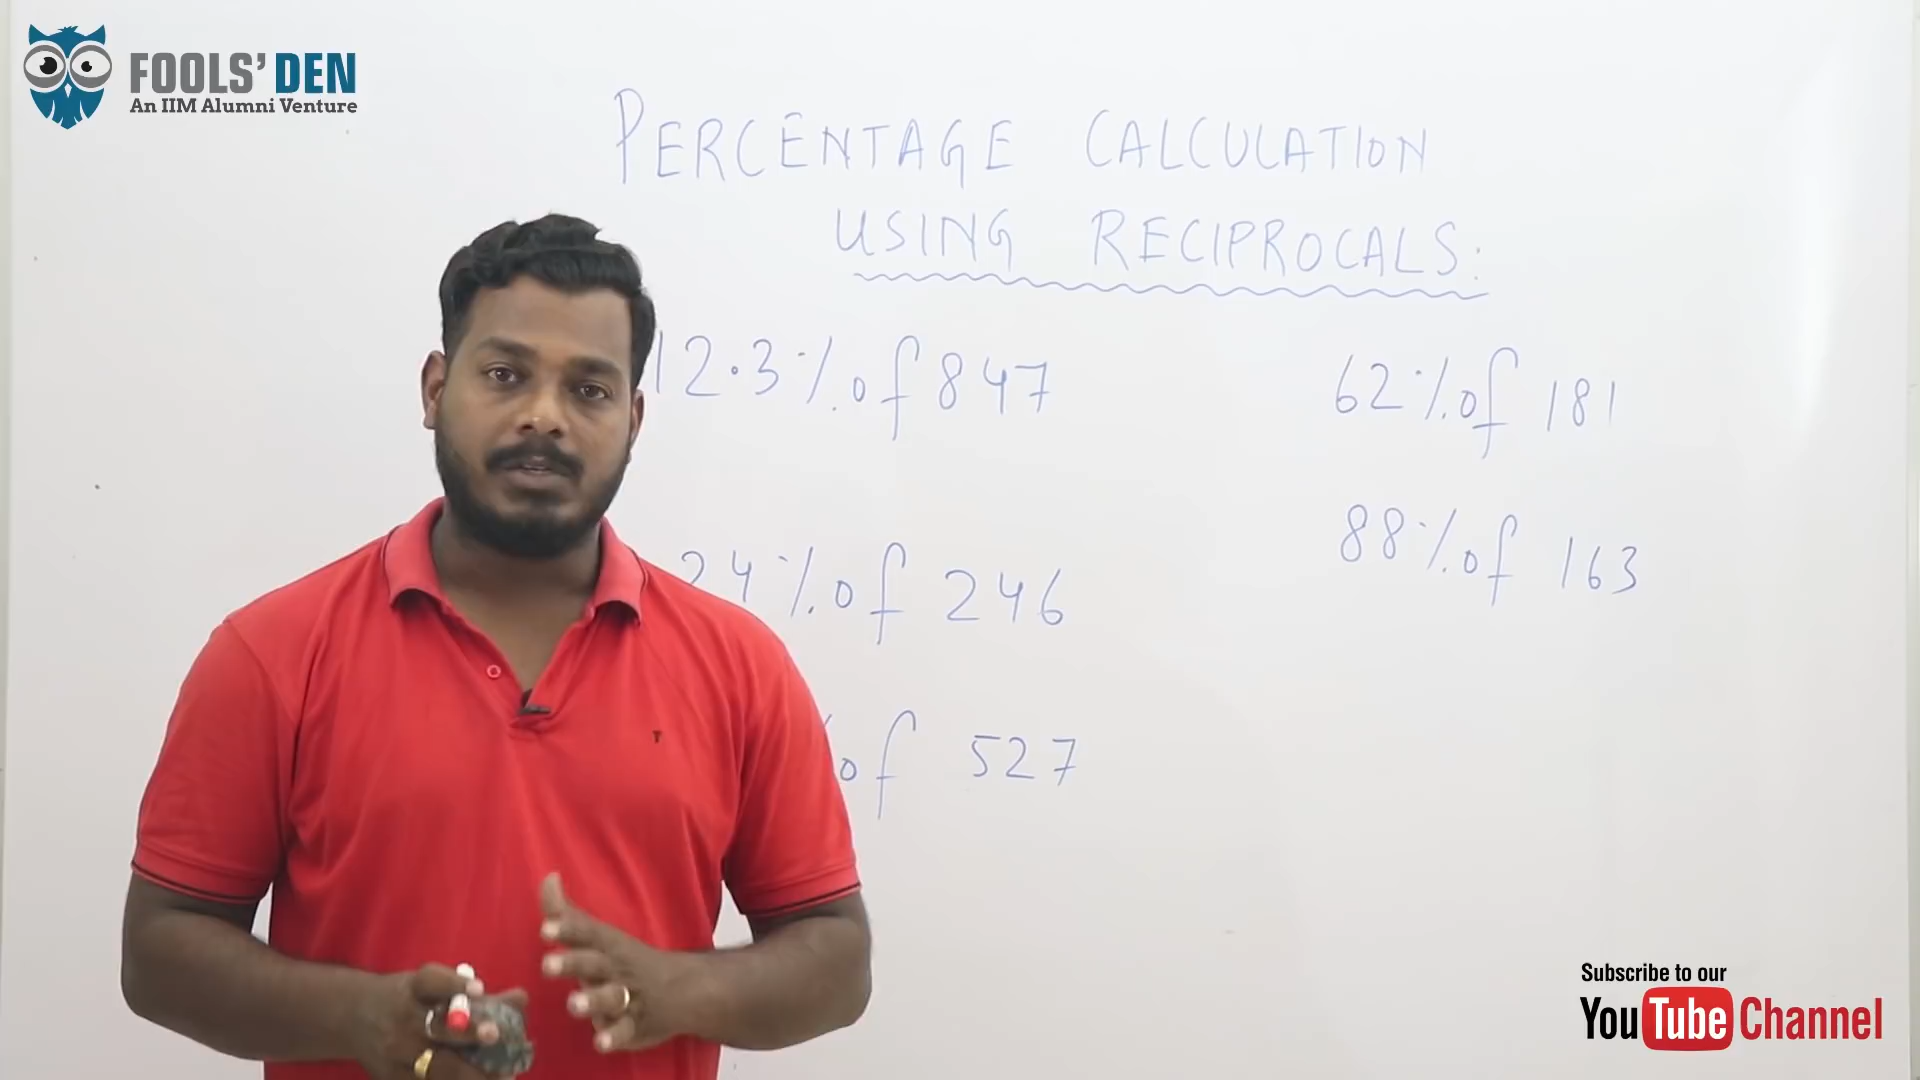 FOOLS' DEN
An IIM Alumni Venture
PERCENTAGE CALCULATION
USING RECIPROCALS:
12.3% of 847
24% of 246
% of 527
62% of 181
88% of 163
T
Subscribe to our
YouTube Channel